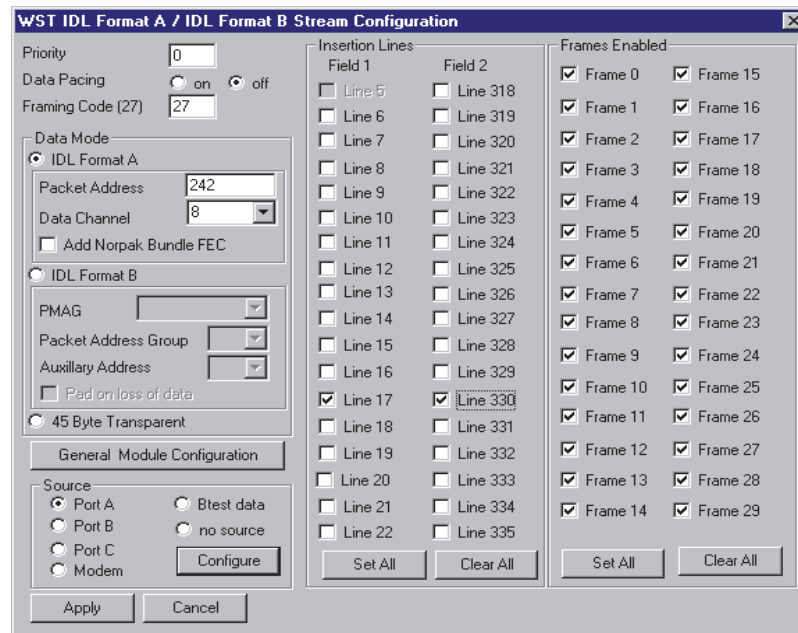 WST IDL Format A / IDL Format B Stream Configuration
Priority
0
Data Pacing
on
off
Framing Code (27)
27
Data Mode
IDL Format A
Packet Address
242
Data Channel
8
Add Norpak Bundle FEC
IDL Format B
PMAG
Packet Address Group
Auxillary Address
Pad on loss of data
45 Byte Transparent
General Module Configuration
Source
Port A
Btest data
Port B
no source
Port C
Modem
Configure
Apply
Cancel
Insertion Lines
Field 1
Field 2
Line 5
Line 318
Line 6
Line 319
Line 7
Line 320
Line 8
Line 321
Line 9
Line 322
Line 10
Line 323
Line 11
Line 324
Line 12
Line 325
Line 13
Line 326
Line 14
Line 327
Line 15
Line 328
Line 16
Line 329
Line 17
Line 330
Line 18
Line 331
Line 19
Line 332
Line 20
Line 333
Line 21
Line 334
Line 22
Line 335
Set All
Clear All
Frames Enabled
Frame 0
Frame 15
Frame 1
Frame 16
Frame 2
Frame 17
Frame 3
Frame 18
Frame 4
Frame 19
Frame 5
Frame 20
Frame 6
Frame 21
Frame 7
Frame 22
Frame 8
Frame 23
Frame 9
Frame 24
Frame 10
Frame 25
Frame 11
Frame 26
Frame 12
Frame 27
Frame 13
Frame 28
Frame 14
Frame 29
Set All
Clear All